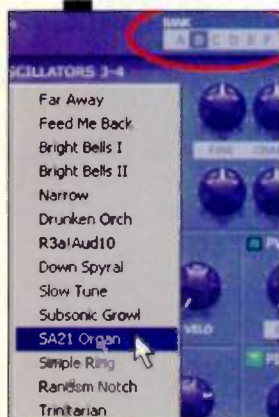 BANK
A B C D E F
SCILLATORS 3-4
Far Away
Feed Me Back
Bright Bells I
Bright Bells II
Narrow
Drunken Orch
R3a!Aud10
Down Spyral
Slow Tune
Subsonic Growl
VELO
SA21 Organ
Simple Ring
Random Notch
Trinitarian